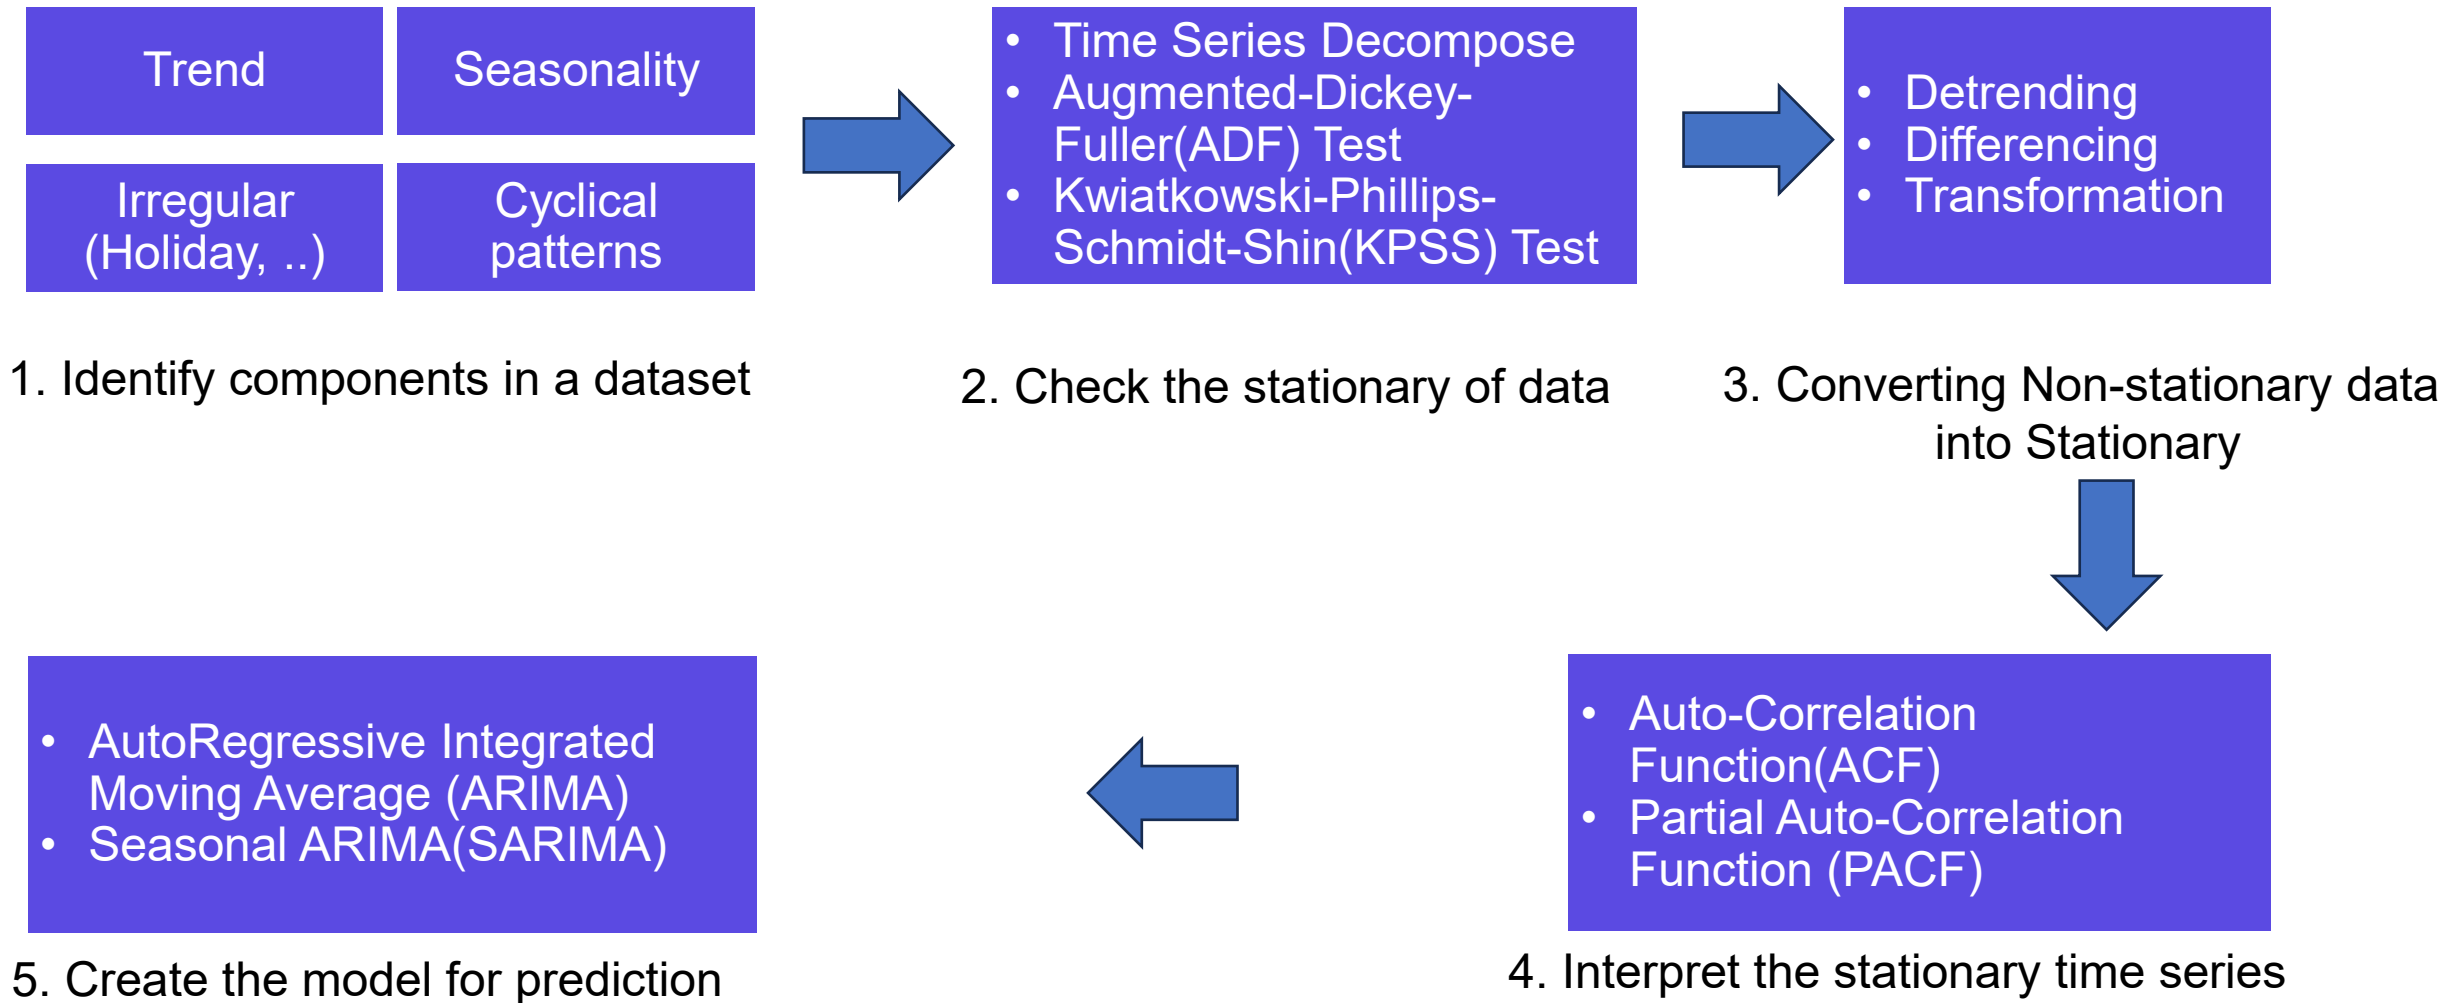 Trend
Seasonality
Irregular
(Holiday, ..)
Cyclical
patterns
1. Identify components in a dataset
• Time Series Decompose
• Augmented-Dickey-
Fuller(ADF) Test
• Kwiatkowski-Phillips-
Schmidt-Shin(KPSS) Test
2. Check the stationary of data
• Detrending
• Differencing
• Transformation
3. Converting Non-stationary data
into Stationary
• Auto-Correlation
Function(ACF)
• Partial Auto-Correlation
Function (PACF)
4. Interpret the stationary time series
• AutoRegressive Integrated
Moving Average (ARIMA)
• Seasonal ARIMA(SARIMA)
5. Create the model for prediction